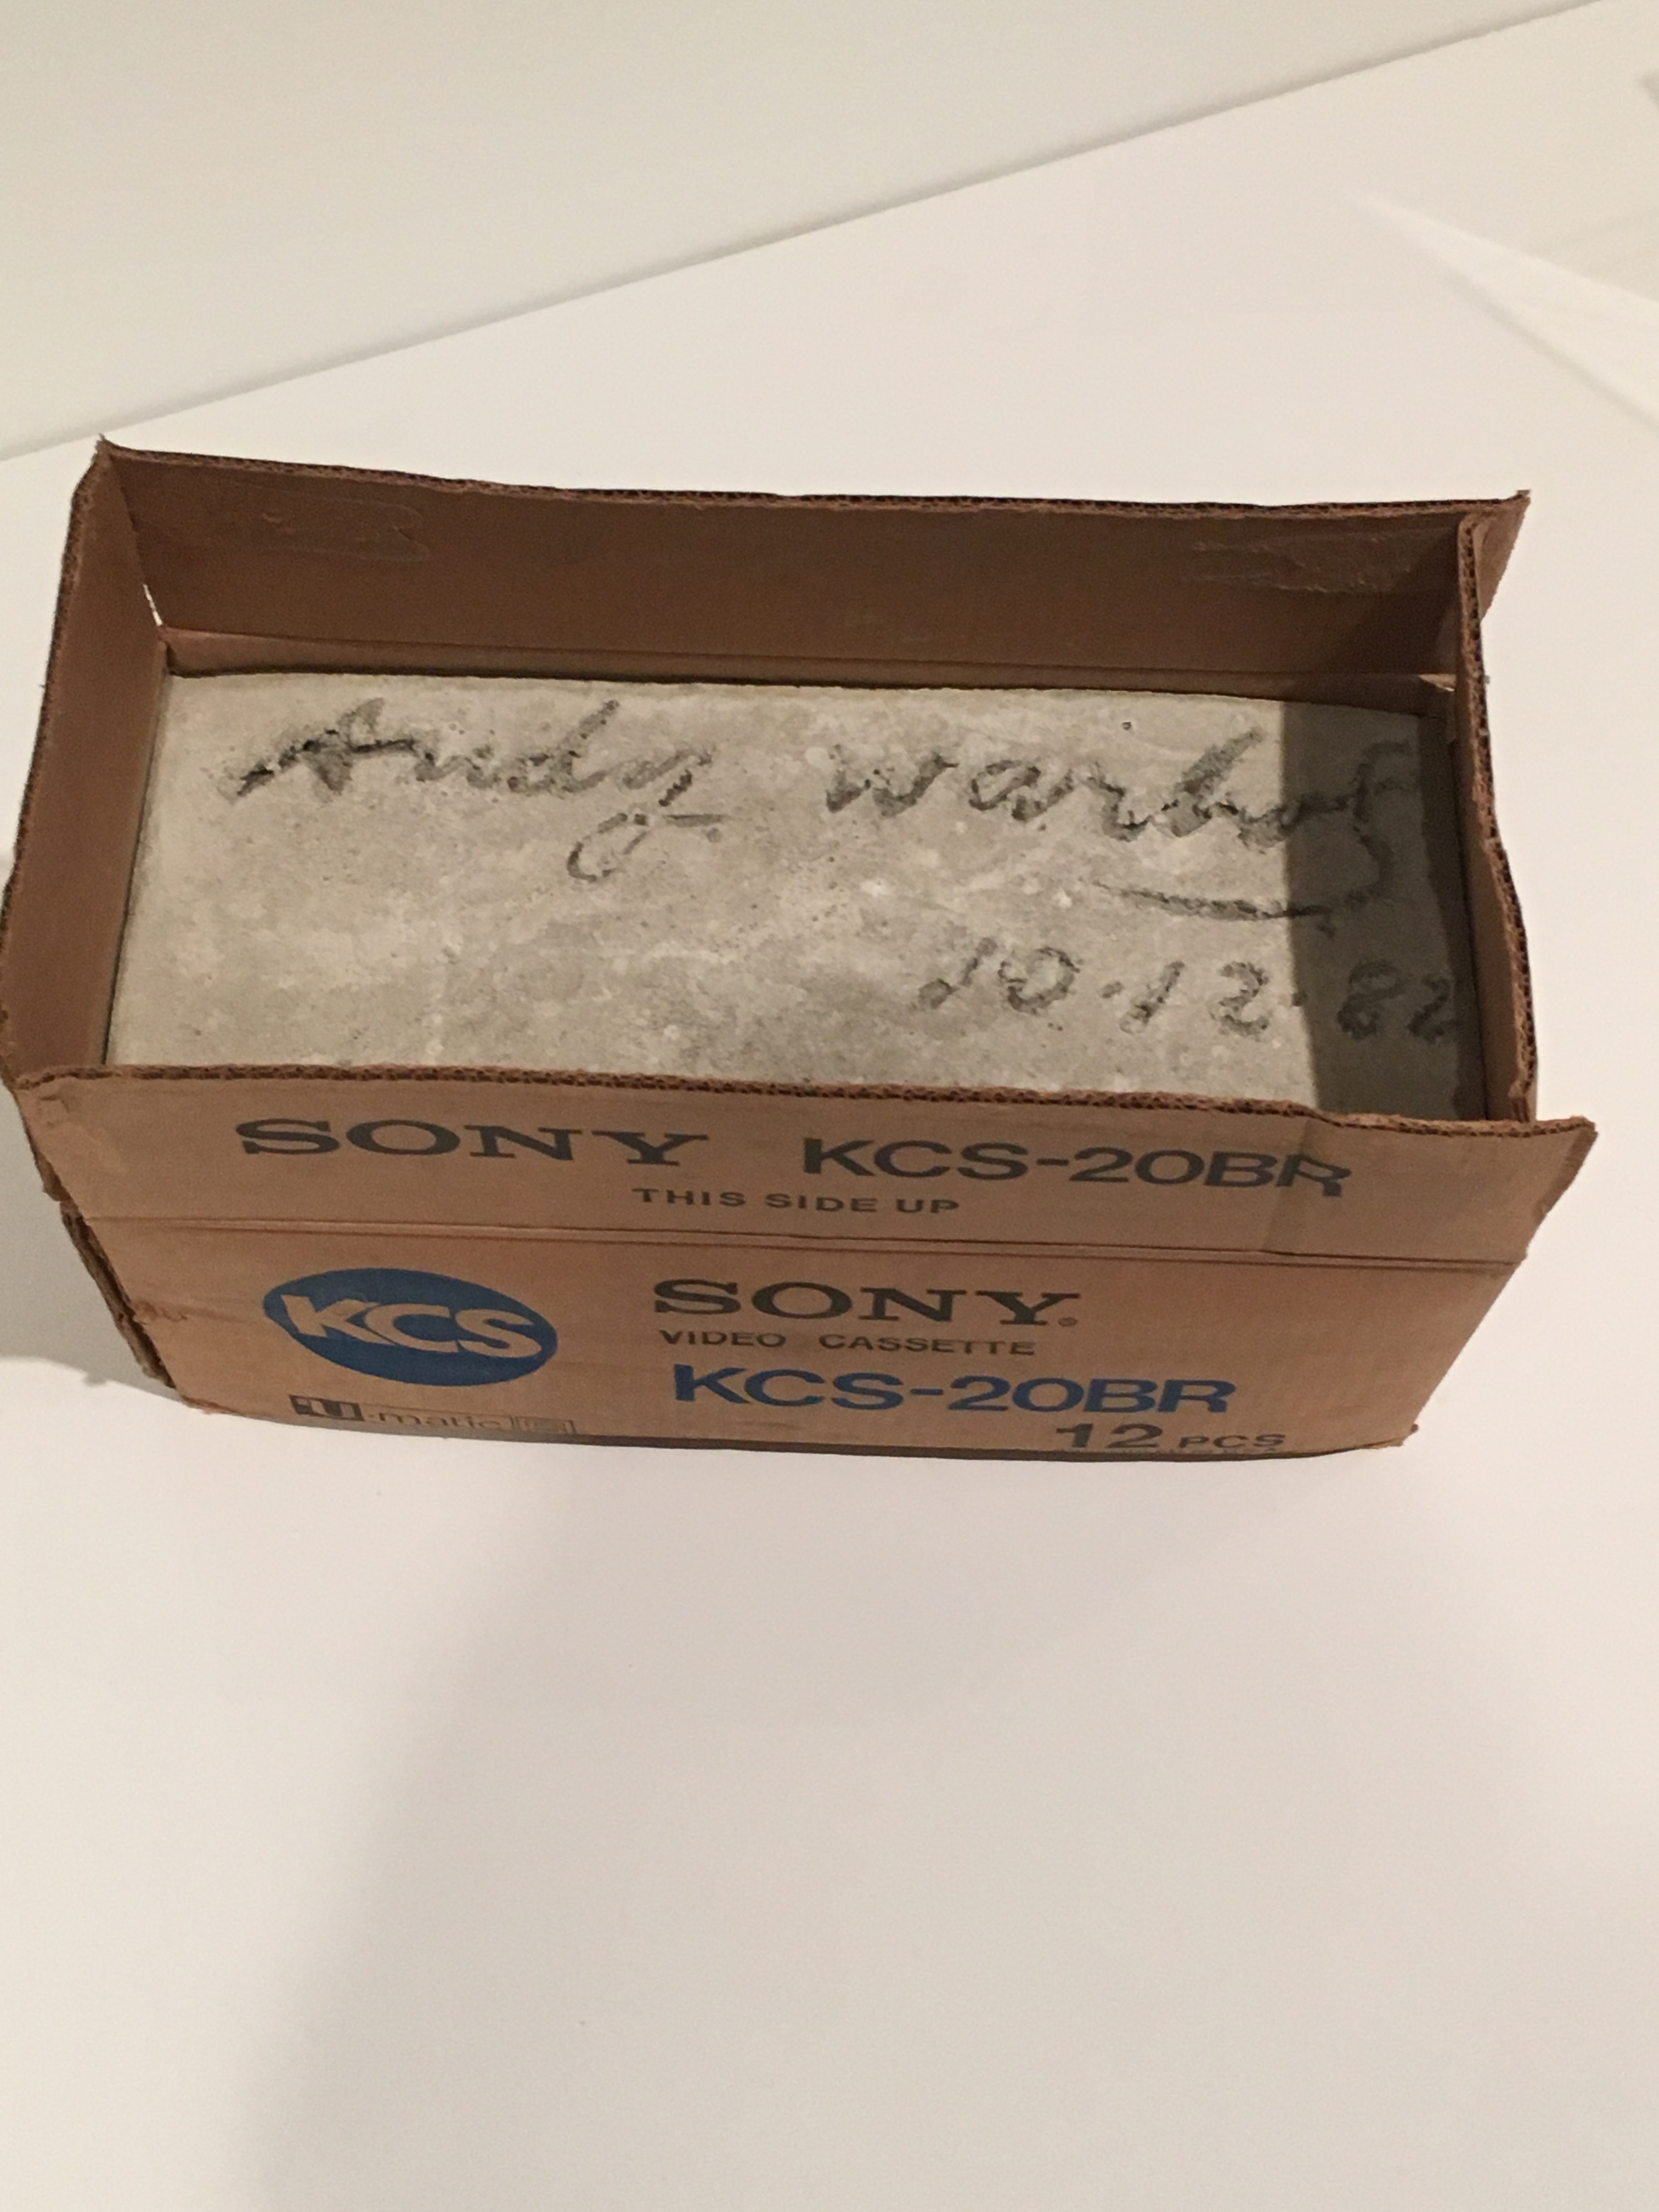 Andy warhol
10.12.82
SONY KCS-20BR
THIS SIDE UP
KCS
SONY®
VIDEO CASSETTE
KCS-20BR
U-matic
12 PCS